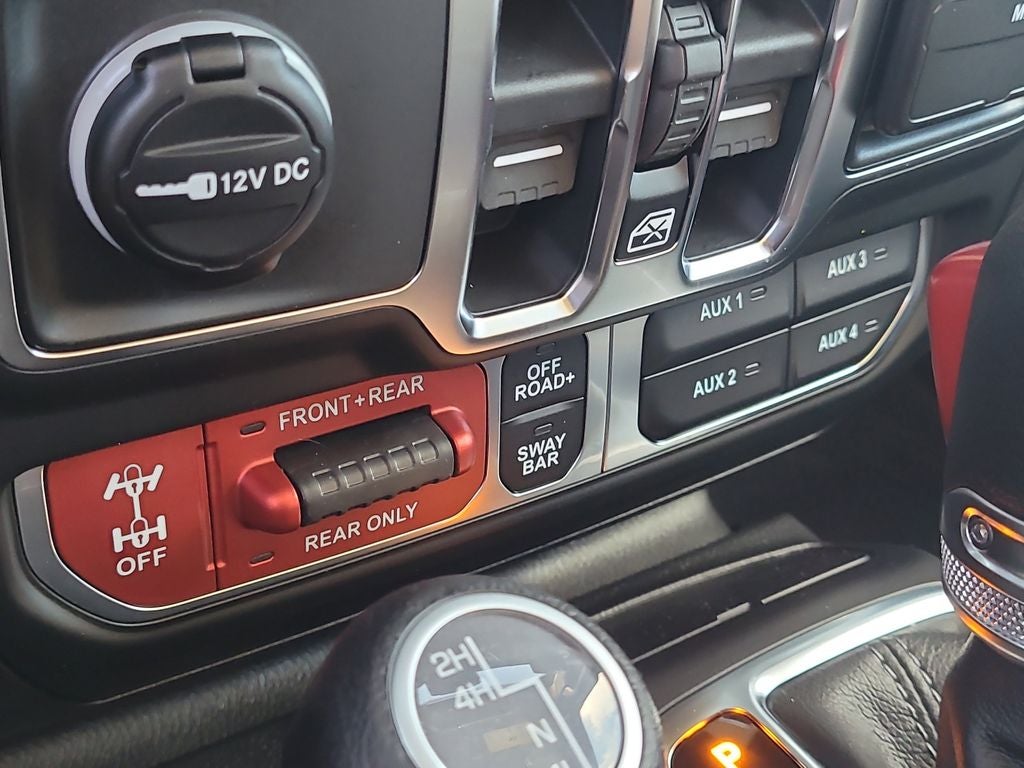 12V DC
AUX 1
AUX 3
AUX 2
AUX 4
OFF
ROAD+
SWAY
BAR
FRONT+REAR
REAR ONLY
OFF
2H
4H
N
P